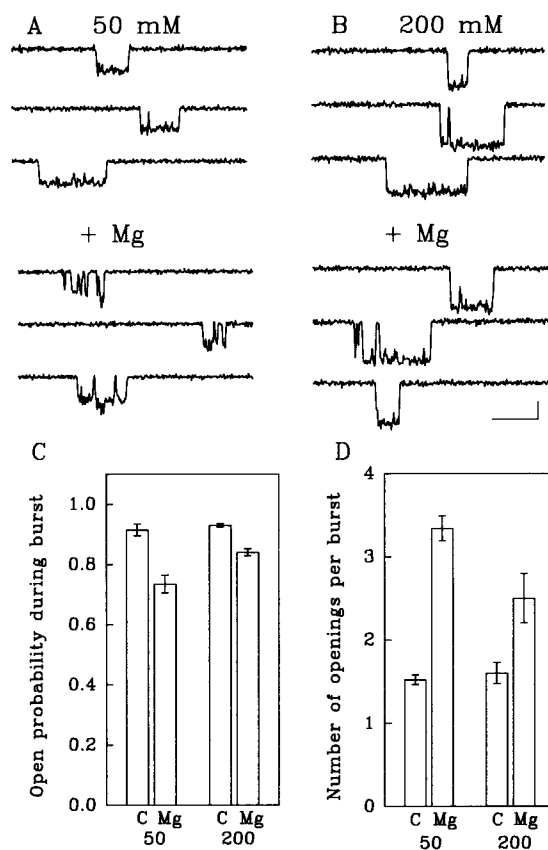 A 50 mM
B 200 mM
+ Mg
+ Mg
C
Open probability during burst
1.0
0.8
0.6
0.4
0.2
0.0
C Mg C Mg
50 200
D
Number of openings per burst
4
3
2
1
0
C Mg C Mg
50 200